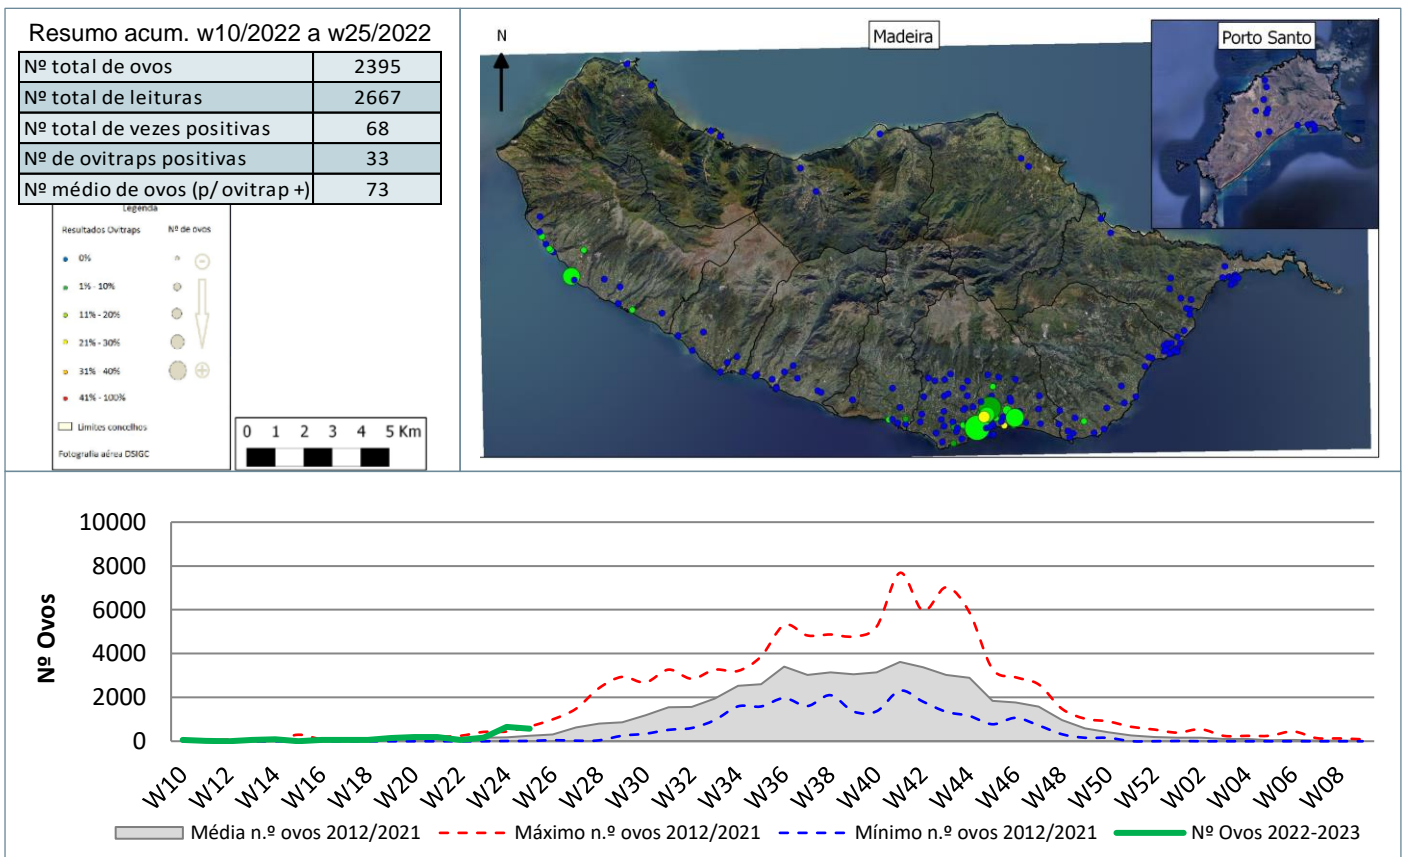 Resumo acum. w10/2022 a w25/2022
Nº total de ovos 2395
Nº total de leituras 2667
Nº total de vezes positivas 68
Nº de ovitraps positivas 33
Nº médio de ovos (p/ ovitrap +) 73
Legenda
Resultados Ovitraps Nº de ovos
0%
1% - 10%
11% - 20%
21% - 30%
31% - 40%
41% - 100%
Limites concelhos
Fotografia aérea DSIGC
0 1 2 3 4 5 Km
N
Madeira
Porto Santo
Nº Ovos
10000
8000
6000
4000
2000
0
W10 W12 W14 W16 W18 W20 W22 W24 W26 W28 W30 W32 W34 W36 W38 W40 W42 W44 W46 W48 W50 W52 W02 W04 W06 W08
Média n.º ovos 2012/2021 Máximo n.º ovos 2012/2021 Mínimo n.º ovos 2012/2021 Nº Ovos 2022-2023